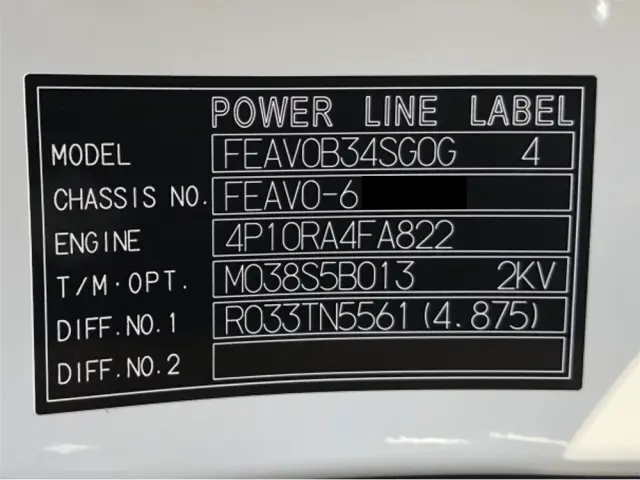 POWER LINE LABEL
MODEL FEAV0B34SG0G 4
CHASSIS NO. FEAV0-6
ENGINE 4P10RA4FA822
T/M·OPT. M038S5B013 2KV
DIFF.NO.1 R033TN5561(4.875)
DIFF.NO.2